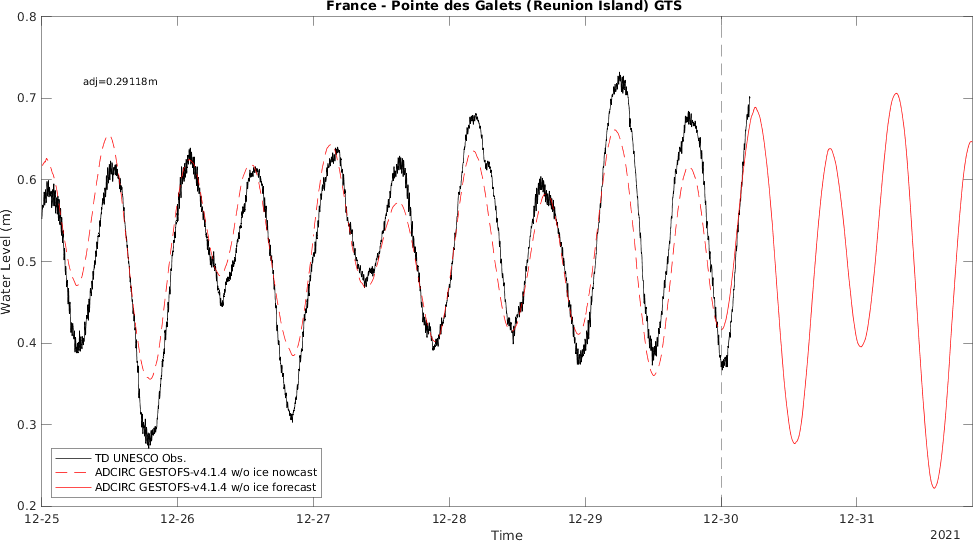 France - Pointe des Galets (Reunion Island) GTS
0.8
0.7
0.6
0.5
0.4
0.3
0.2
Water Level (m)
adj=0.29118m
TD UNESCO Obs.
ADCIRC GESTOFS-v4.1.4 w/o ice nowcast
ADCIRC GESTOFS-v4.1.4 w/o ice forecast
12-25 12-26 12-27 12-28 12-29 12-30 12-31
Time
2021